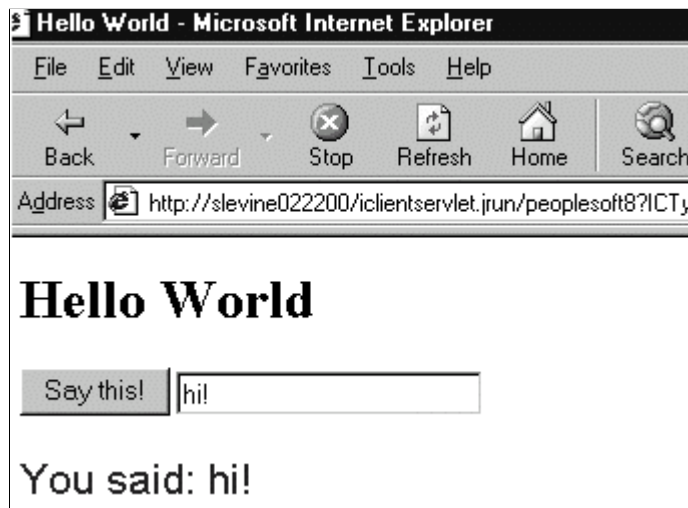 Hello World - Microsoft Internet Explorer
File Edit View Favorites Tools Help
Back Forward Stop Refresh Home Search
Address http://slevine022200/iclientservlet.jrun/peoplesoft8?ICTy
Hello World
Say this! hi!
You said: hi!